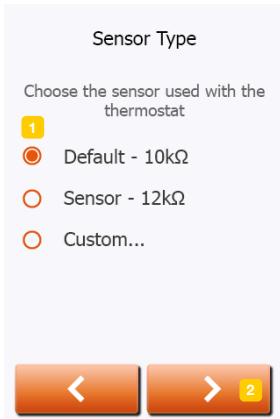 Sensor Type
Choose the sensor used with the
thermostat
1
Default - 10kΩ
Sensor - 12kΩ
Custom...
2